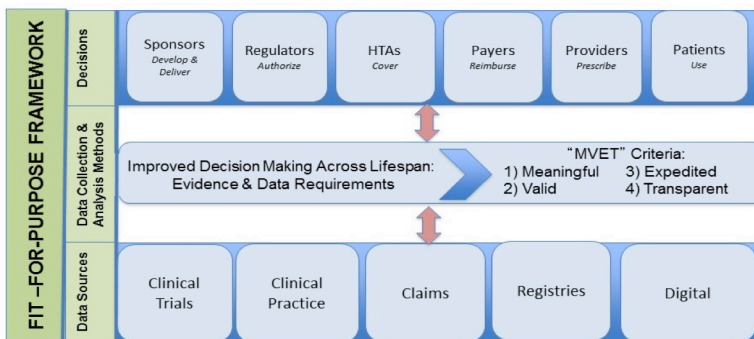 FIT –FOR-PURPOSE FRAMEWORK
Decisions
Sponsors
Develop &
Deliver
Regulators
Authorize
HTAs
Cover
Payers
Reimburse
Providers
Prescribe
Patients
Use
Data Collection &
Analysis Methods
Improved Decision Making Across Lifespan:
Evidence & Data Requirements
“MVET” Criteria:
1) Meaningful 3) Expedited
2) Valid 4) Transparent
Data Sources
Clinical
Trials
Clinical
Practice
Claims
Registries
Digital